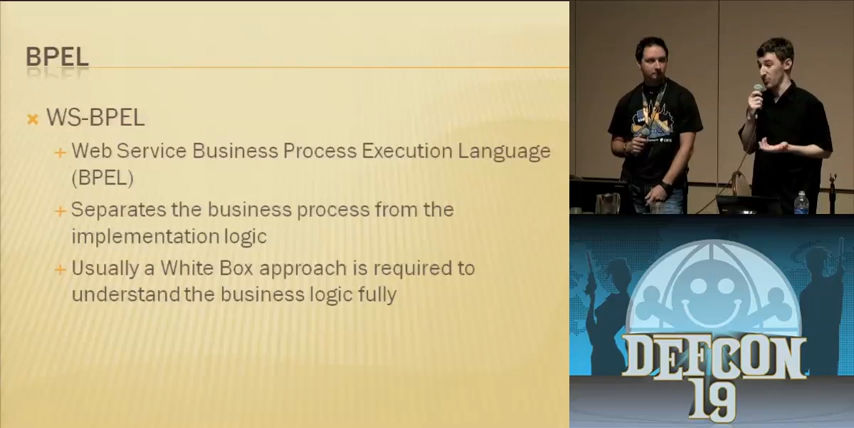 BPEL
WS-BPEL
Web Service Business Process Execution Language
(BPEL)
Separates the business process from the
implementation logic
Usually a White Box approach is required to
understand the business logic fully
DEFCON
19